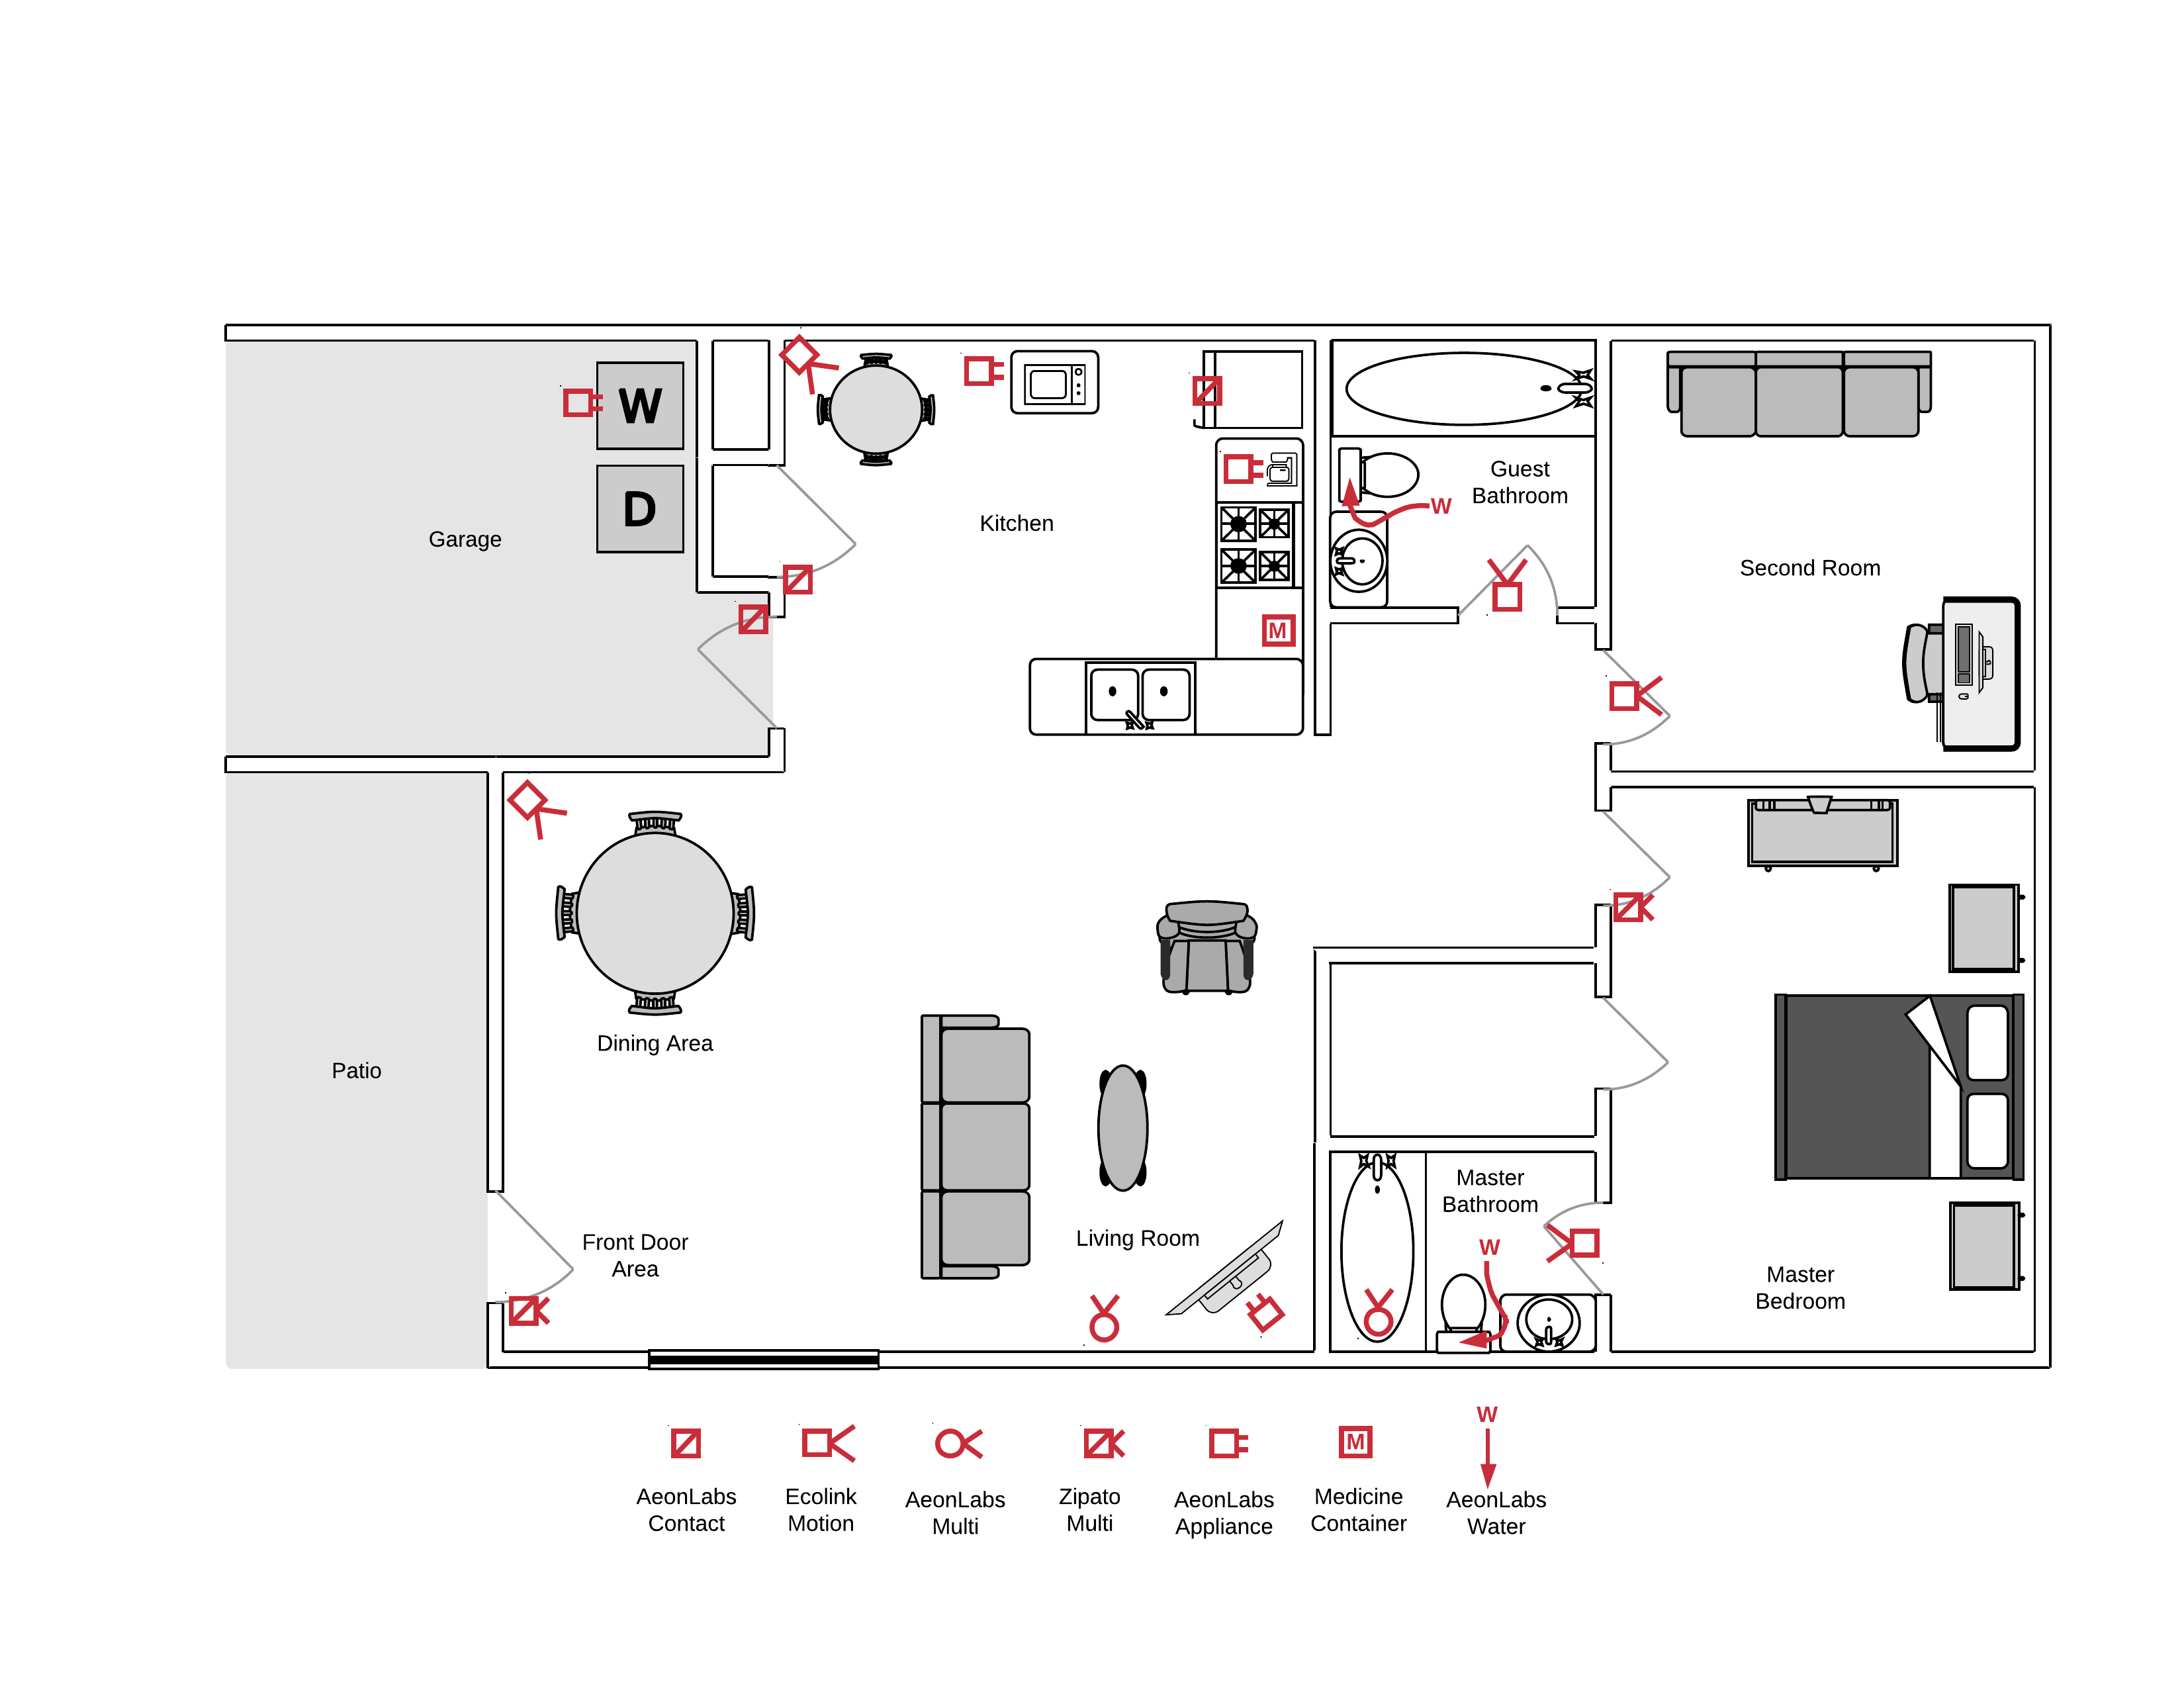 W
D
Garage
Kitchen
M
Guest
Bathroom
W
Second Room
Dining Area
Patio
Front Door
Area
Living Room
Master
Bathroom
W
Master
Bedroom
M
W
AeonLabs
Contact
Ecolink
Motion
AeonLabs
Multi
Zipato
Multi
AeonLabs
Appliance
Medicine
Container
AeonLabs
Water